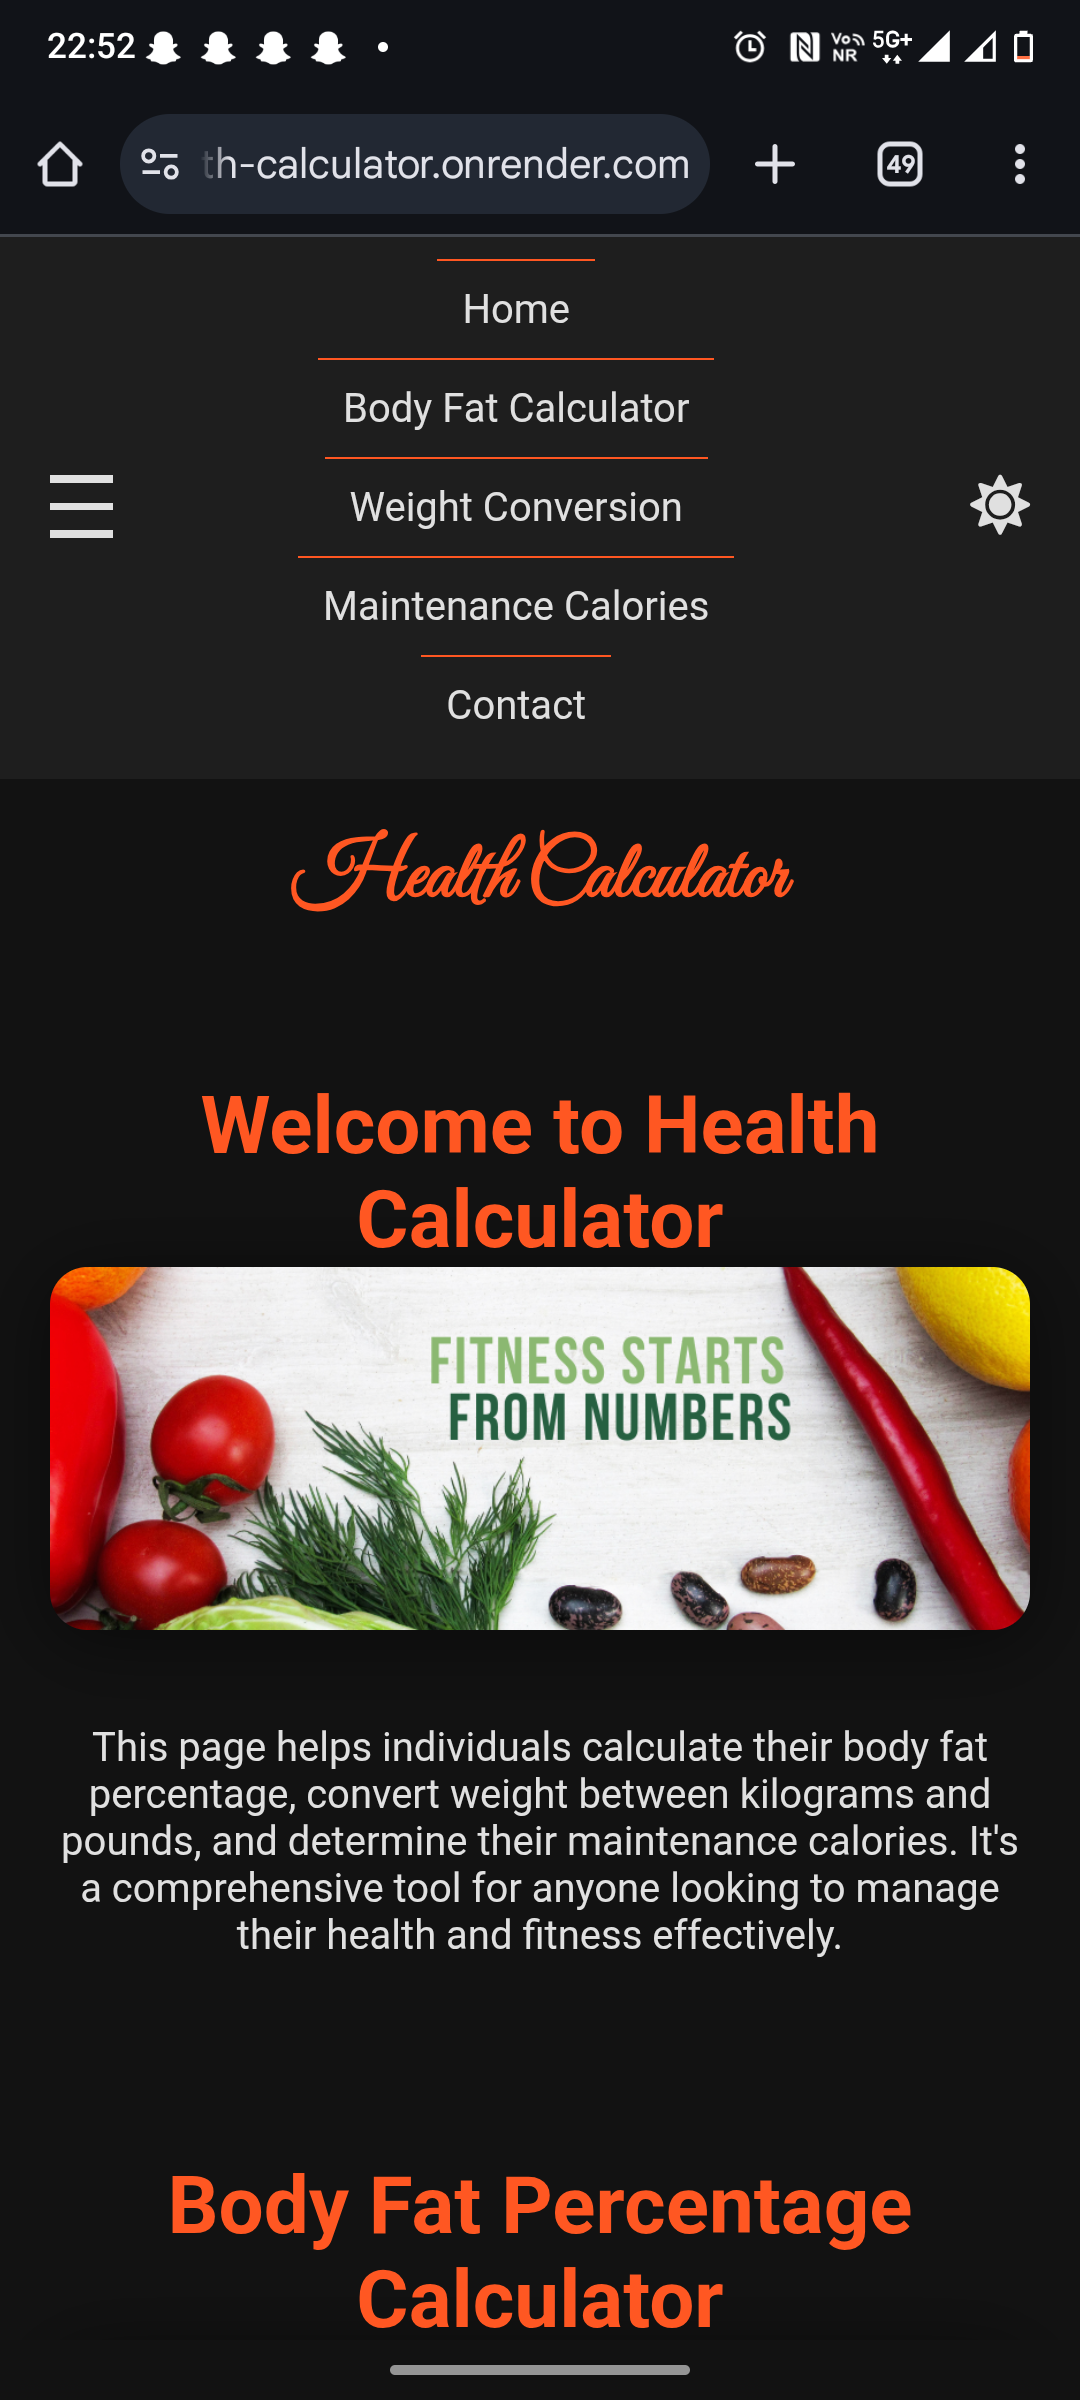 22:52
Vo NR 5G+
th-calculator.onrender.com
49
Home
Body Fat Calculator
Weight Conversion
Maintenance Calories
Contact
Health Calculator
Welcome to Health
Calculator
FITNESS STARTS
FROM NUMBERS
This page helps individuals calculate their body fat
percentage, convert weight between kilograms and
pounds, and determine their maintenance calories. It's
a comprehensive tool for anyone looking to manage
their health and fitness effectively.
Body Fat Percentage
Calculator